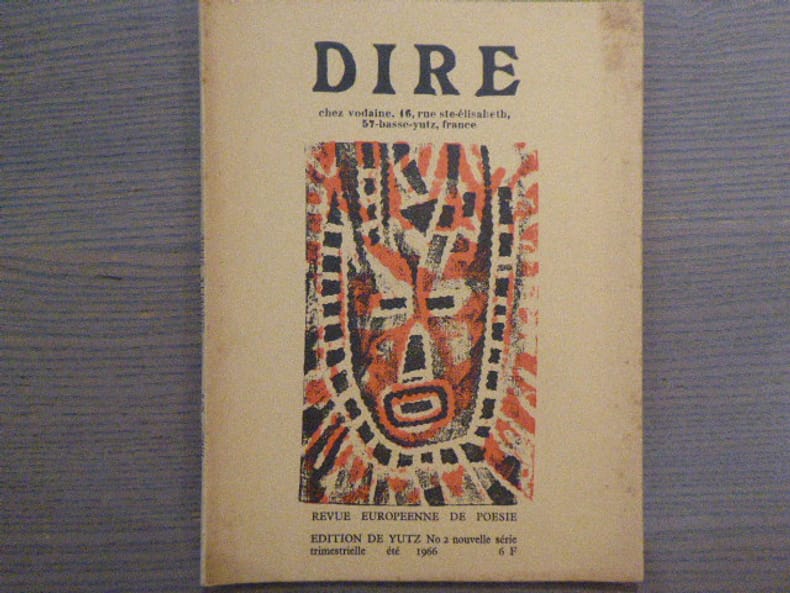 DIRE
chez vodaine, 16, rue ste-élisabeth,
57-basse-yutz, france
REVUE EUROPEENNE DE POESIE
EDITION DE YUTZ No 2 nouvelle série
trimestrielle été 1966 6 F